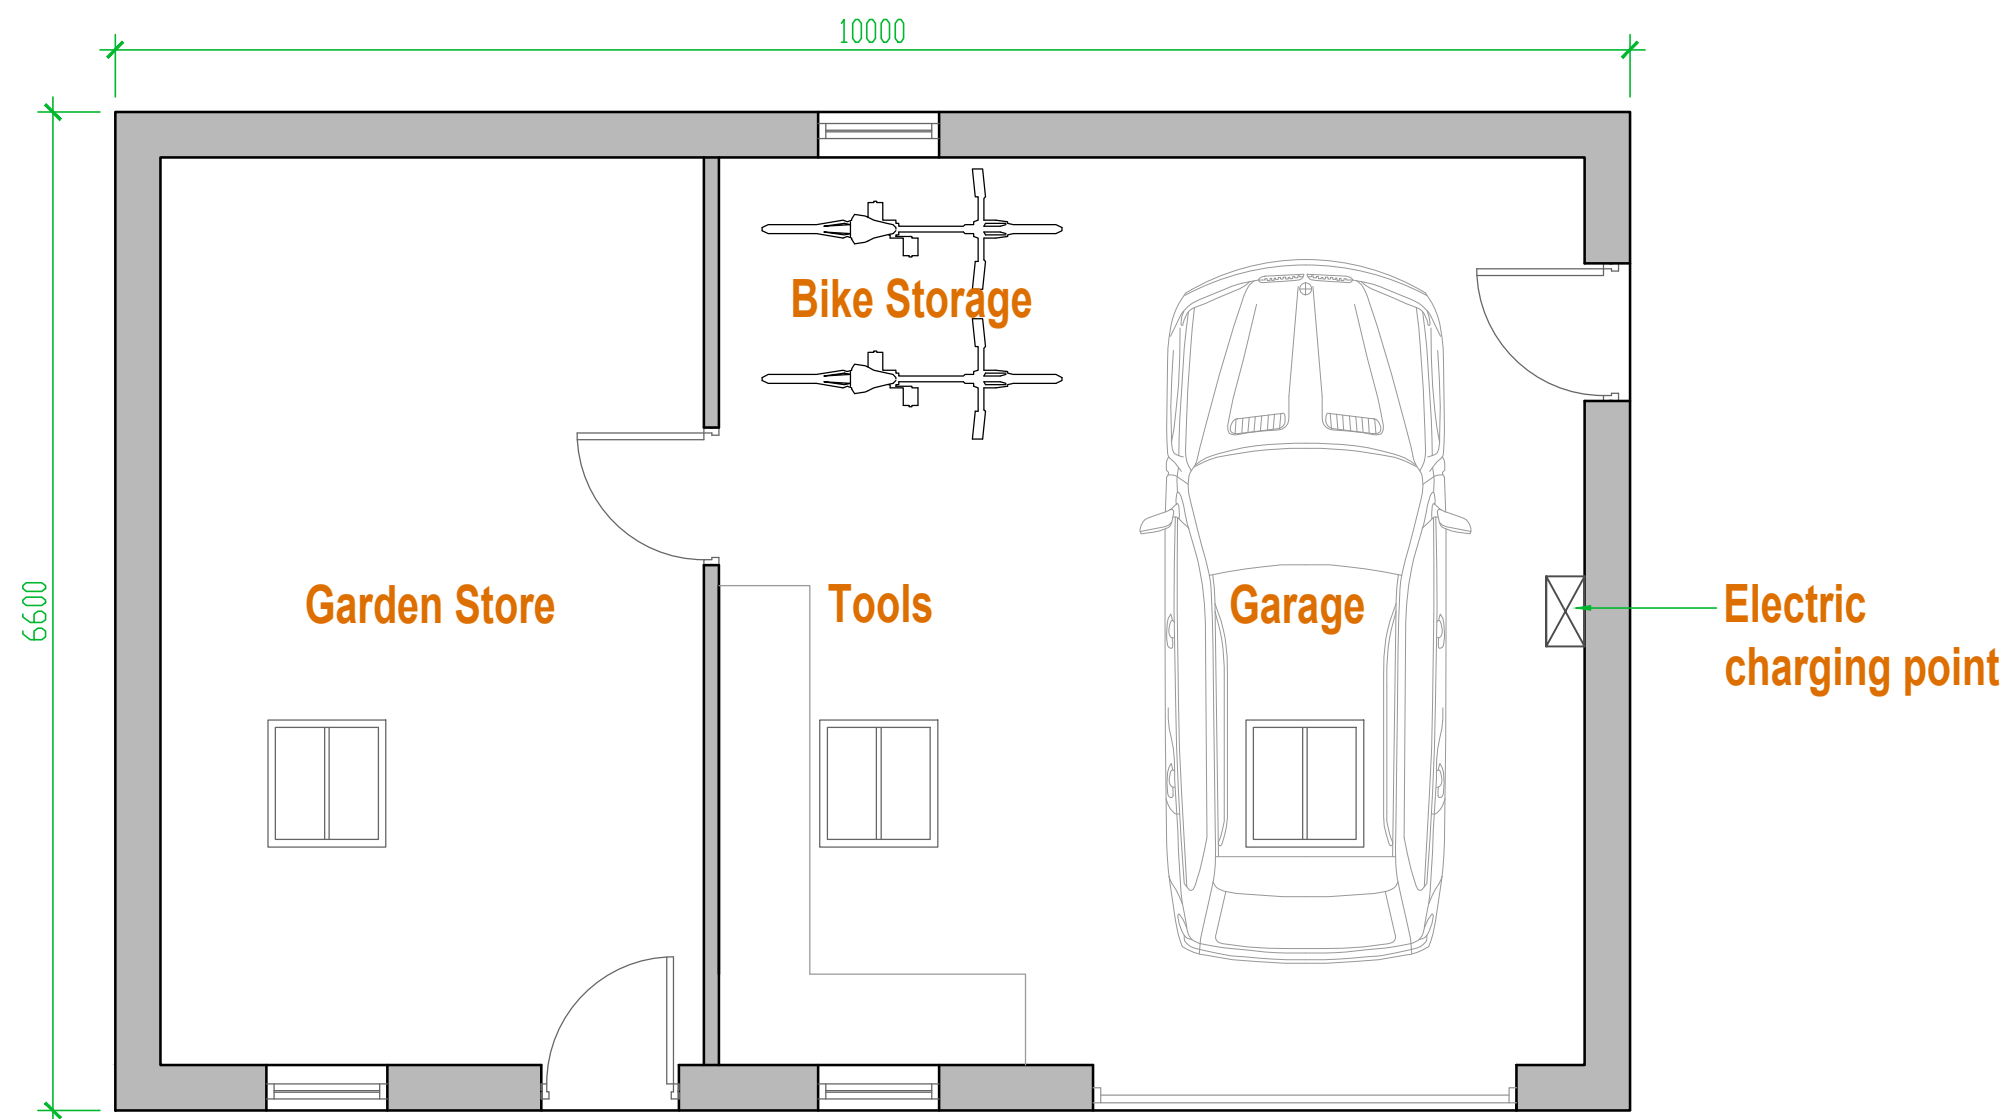 10000
Bike Storage
6600
Garden Store
Tools
Garage
Electric
charging point